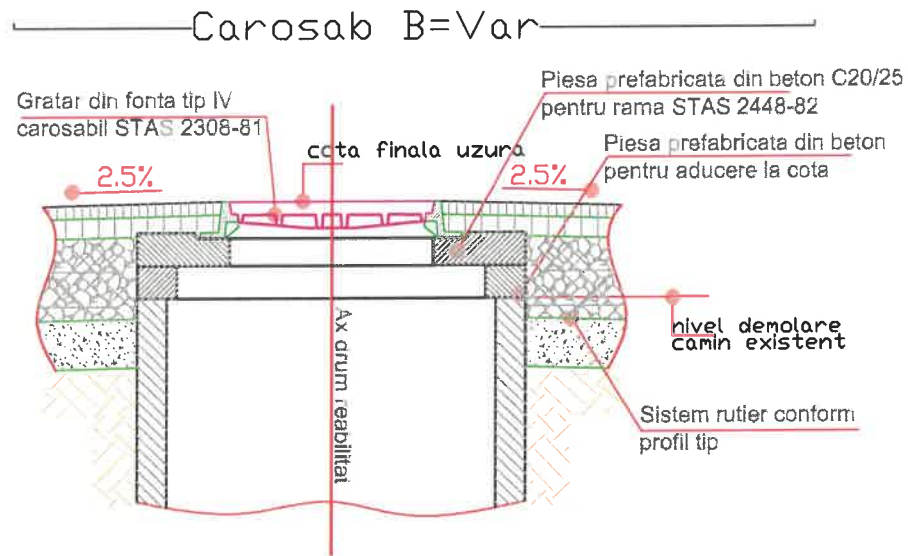 Carosab B=Var
Gratar din fonta tip IV
carosabil STAS 2308-81
Piesa prefabricata din beton C20/25
pentru rama STAS 2448-82
cota finala uzura
Piesa prefabricata din beton
pentru aducere la cota
2.5%
2.5%
Ax drum reabilitat
nivel demolare
camin existent
Sistem rutier conform
profil tip